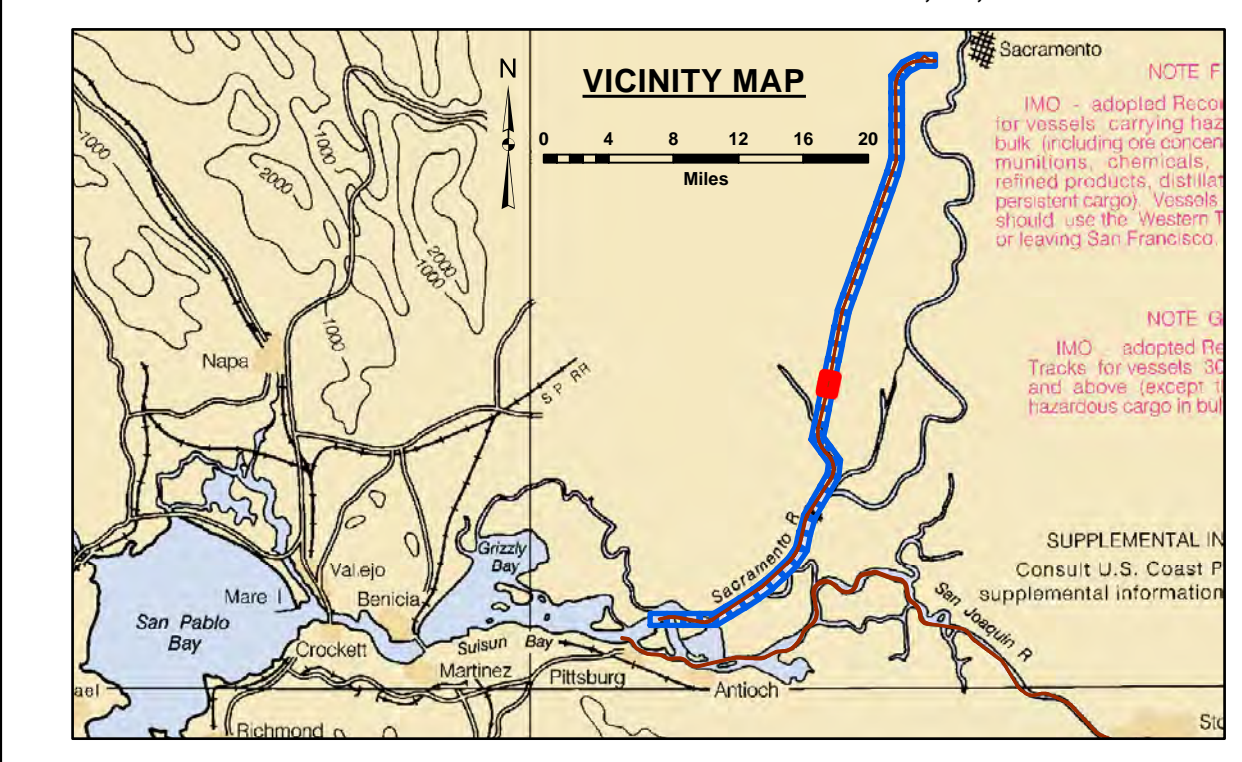 Sacramento
NOTE F
N
VICINITY MAP
IMO - adopted Recor
for vessels carrying haz
bulk (including ore concen
munitions, chemicals,
refined products, distillat
persistent cargo). Vessels
should use the Western T
or leaving San Francisco.
0 4 8 12 16 20
Miles
1000
1000
2000
2000
1000
1000
NOTE G
IMO - adopted Re
Tracks for vessels 30
and above (except t
hazardous cargo in bul
Napa
S.P. RR
Grizzly
Bay
SUPPLEMENTAL IN
Consult U.S. Coast P
supplemental information
Vallejo
Mare I
Benicia
Sacramento R
San Joaquin R
San Pablo
Bay
Crockett
Suisun Bay
Martinez
Pittsburg
Antioch
ael
Richmond
Sto